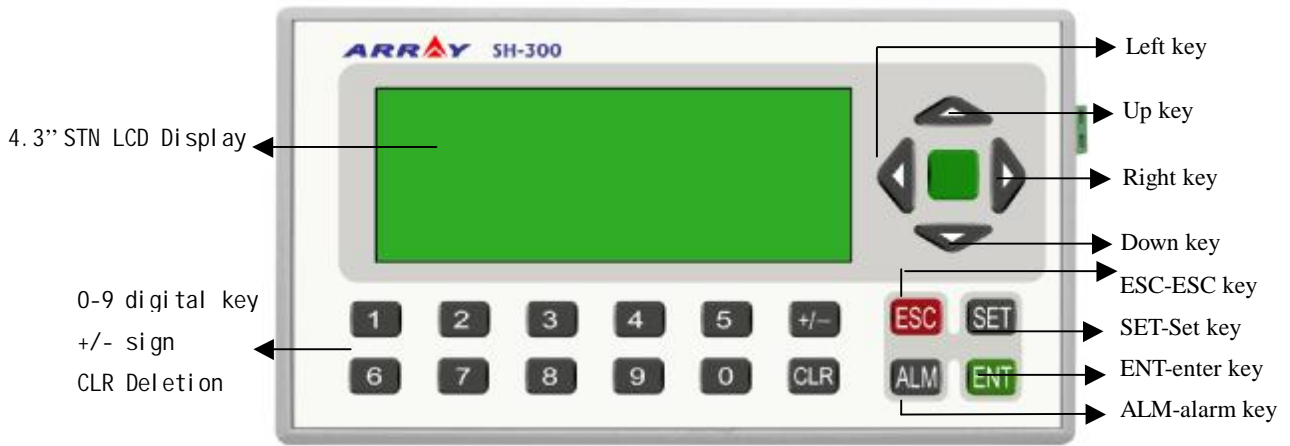 ARRAY SH-300
Left key
Up key
4.3” STN LCD Display
Right key
Down key
ESC-ESC key
0-9 digital key
+/- sign
CLR Deletion
1 2 3 4 5 +/− ESC SET
SET-Set key
6 7 8 9 0 CLR ALM ENT
ENT-enter key
ALM-alarm key